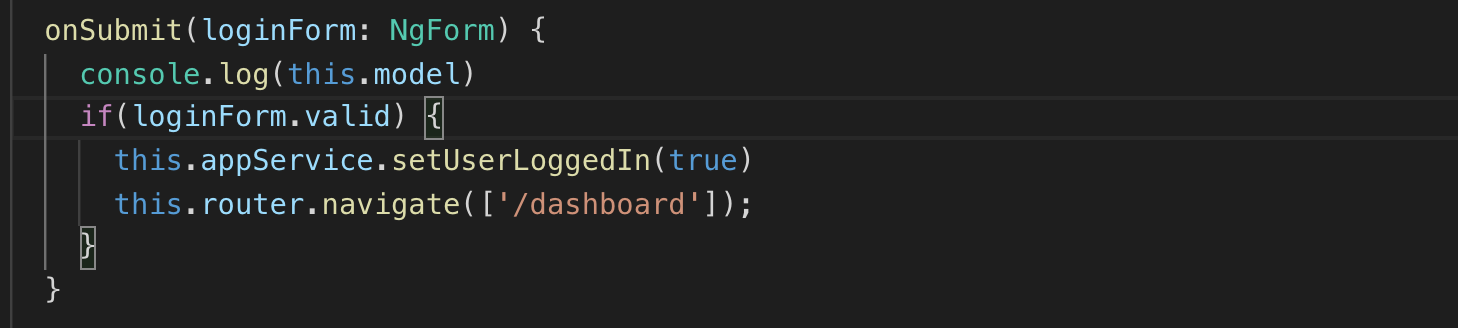 onSubmit(loginForm: NgForm) {
console.log(this.model)
if(loginForm.valid) {
this.appService.setUserLoggedIn(true)
this.router.navigate(['/dashboard']);
}
}